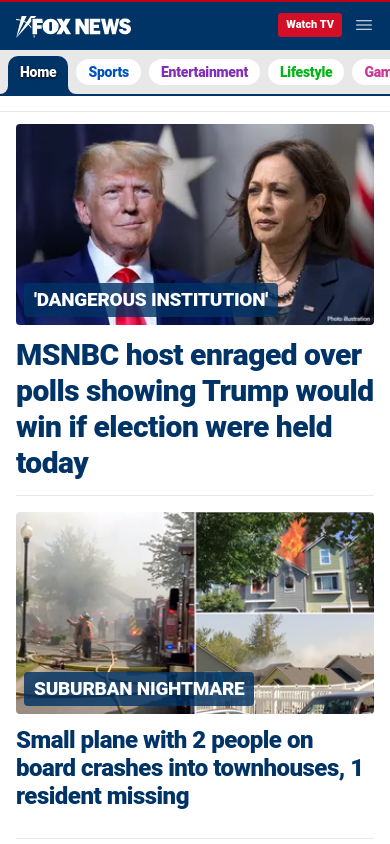 FOX NEWS
Watch TV
Home
Sports
Entertainment
Lifestyle
Gam
'DANGEROUS INSTITUTION'
Photo Illustration
MSNBC host enraged over
polls showing Trump would
win if election were held
today
SUBURBAN NIGHTMARE
Small plane with 2 people on
board crashes into townhouses, 1
resident missing